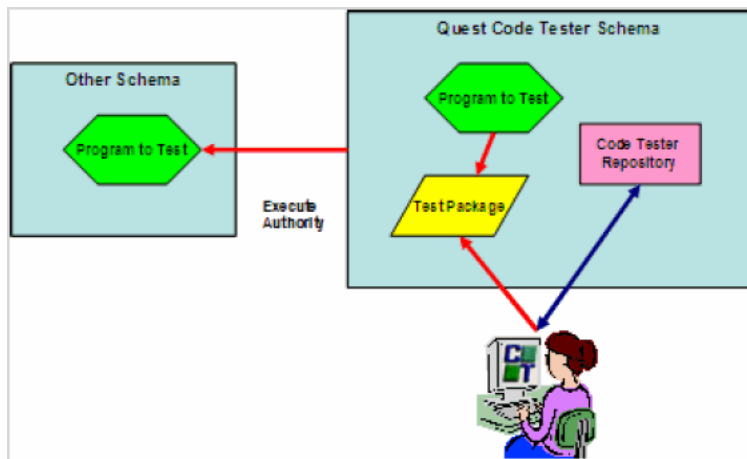 Quest Code Tester Schema
Other Schema
Program to Test
Program to Test
Code Tester
Repository
Test Package
Execute
Authority
C
T